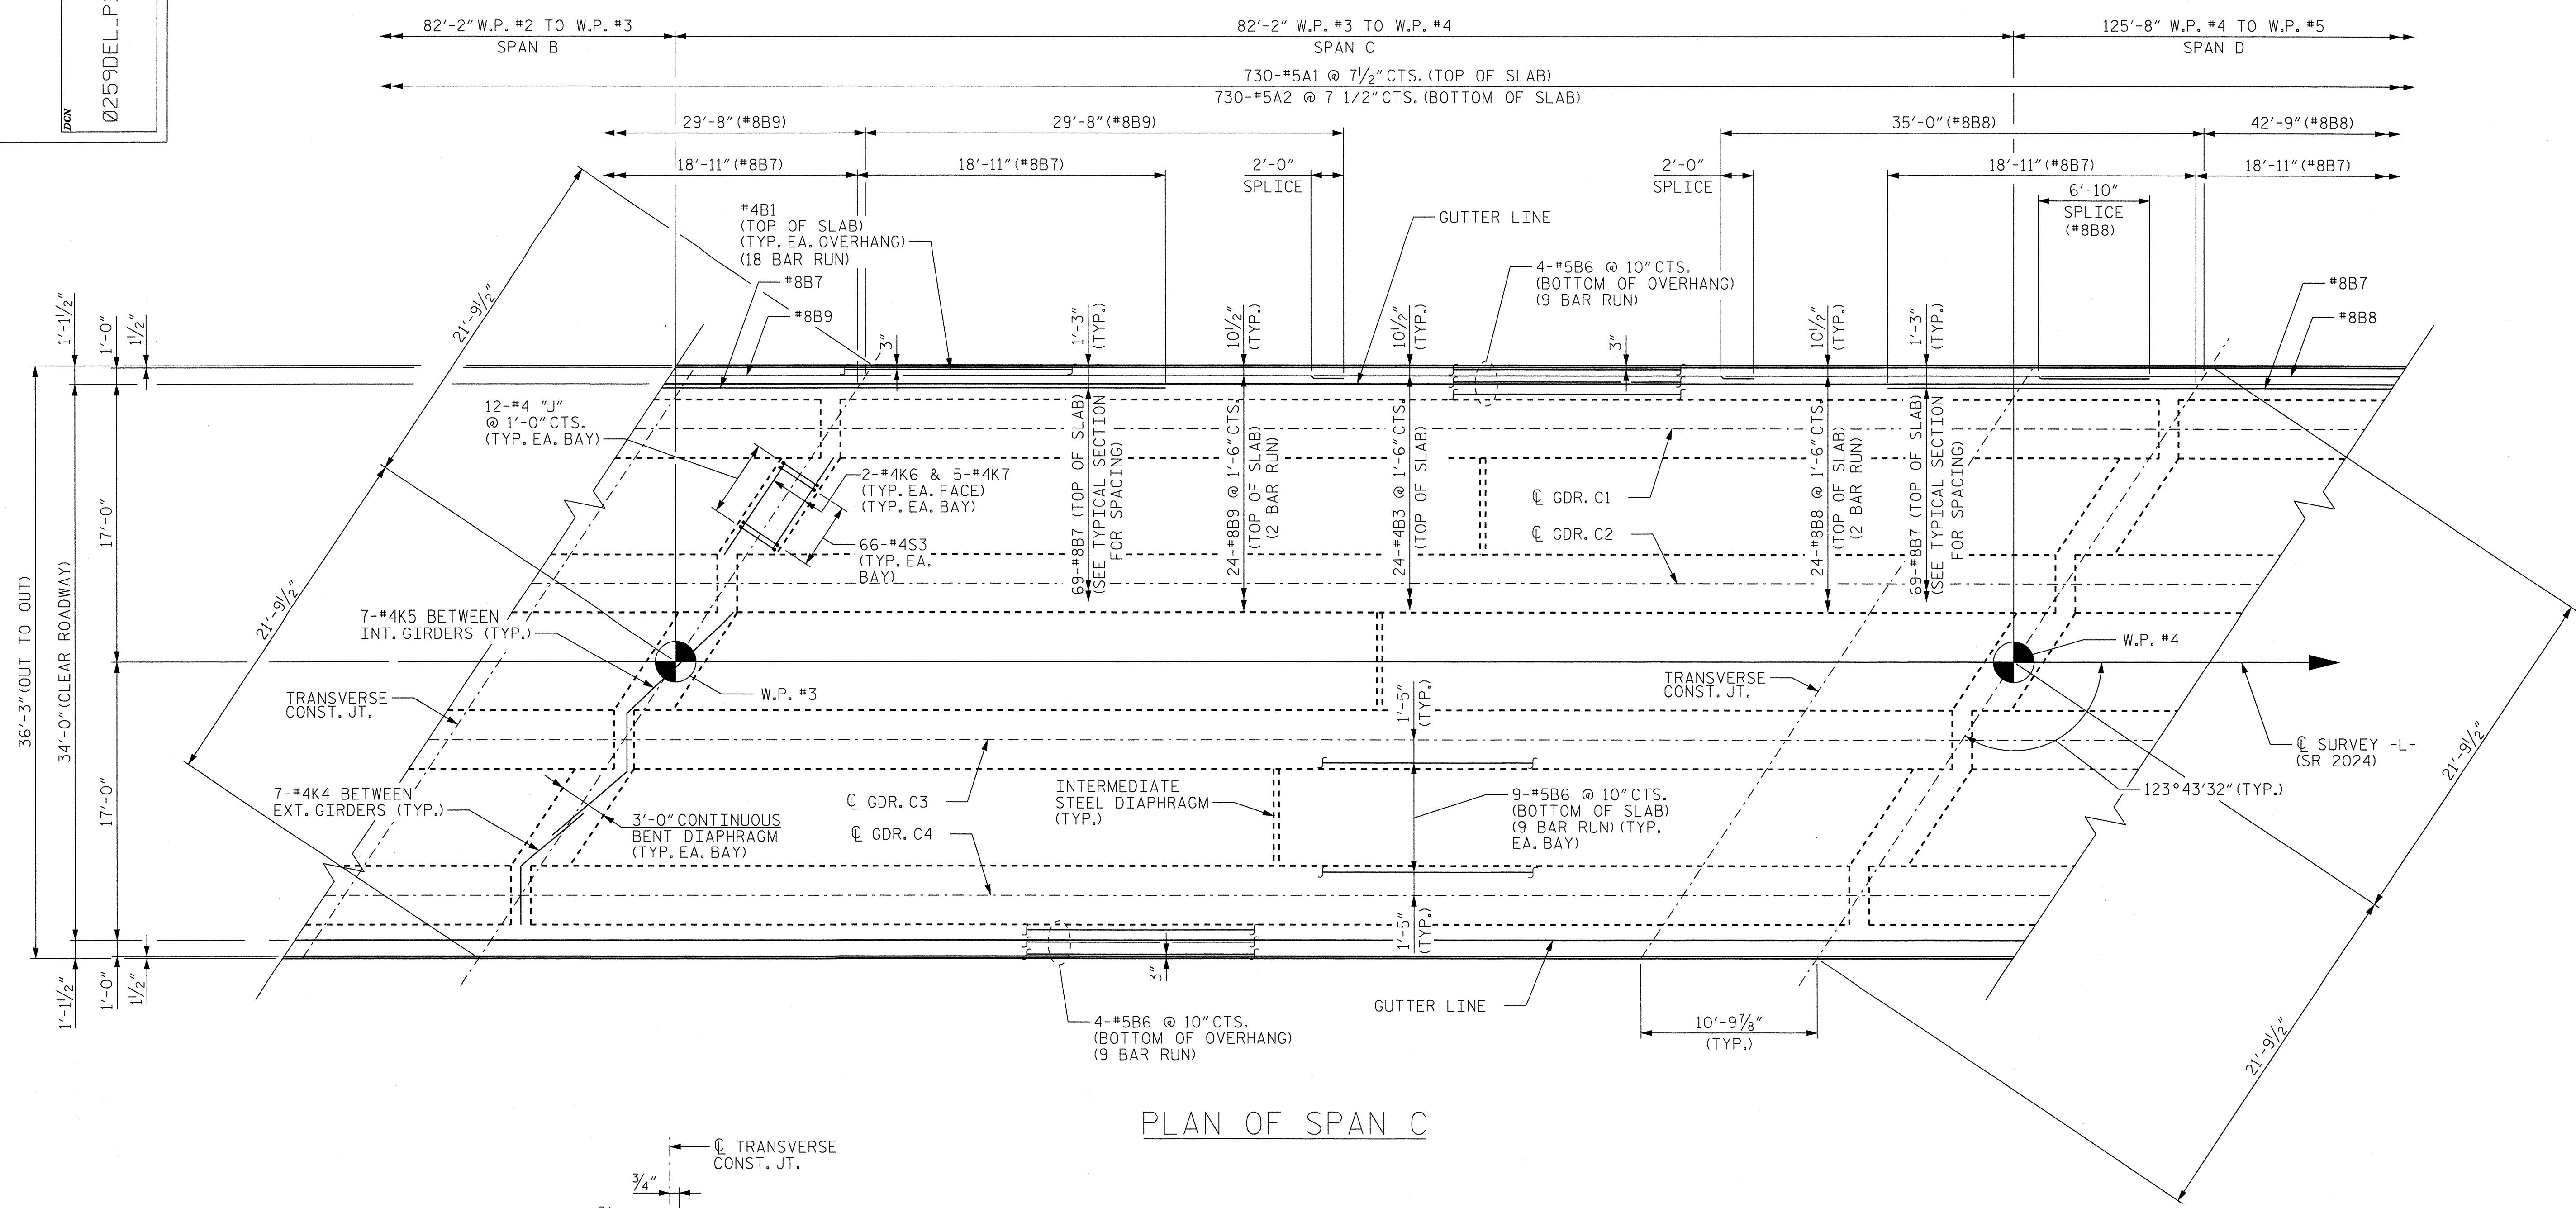 DCN
0259DEL_P1
82'-2" W.P. #2 TO W.P. #3
SPAN B
82'-2" W.P. #3 TO W.P. #4
SPAN C
125'-8" W.P. #4 TO W.P. #5
SPAN D
730-#5A1 @ 7½" CTS. (TOP OF SLAB)
730-#5A2 @ 7 1/2" CTS. (BOTTOM OF SLAB)
29'-8" (#8B9)
29'-8" (#8B9)
35'-0" (#8B8)
42'-9" (#8B8)
18'-11" (#8B7)
18'-11" (#8B7)
2'-0"
SPLICE
2'-0"
SPLICE
18'-11" (#8B7)
18'-11" (#8B7)
6'-10"
SPLICE
(#8B8)
#4B1
(TOP OF SLAB)
(TYP. EA. OVERHANG)
(18 BAR RUN)
#8B7
#8B9
GUTTER LINE
4-#5B6 @ 10" CTS.
(BOTTOM OF OVERHANG)
(9 BAR RUN)
#8B7
#8B8
21'-9½"
21'-9½"
1'-1½"
1'-0"
1½"
3"
1'-3"
(TYP.)
10½"
(TYP.)
10½"
(TYP.)
3"
10½"
(TYP.)
1'-3"
(TYP.)
36'-3" (OUT TO OUT)
34'-0" (CLEAR ROADWAY)
17'-0"
17'-0"
12-#4 "U"
@ 1'-0" CTS.
(TYP. EA. BAY)
2-#4K6 & 5-#4K7
(TYP. EA. FACE)
(TYP. EA. BAY)
66-#4S3
(TYP. EA.
BAY)
69-#8B7 (TOP OF SLAB)
(SEE TYPICAL SECTION
FOR SPACING)
24-#8B9 @ 1'-6" CTS.
(TOP OF SLAB)
(2 BAR RUN)
24-#4B3 @ 1'-6" CTS.
(TOP OF SLAB)
℄ GDR. C1
℄ GDR. C2
24-#8B8 @ 1'-6" CTS.
(TOP OF SLAB)
(2 BAR RUN)
69-#8B7 (TOP OF SLAB)
(SEE TYPICAL SECTION
FOR SPACING)
7-#4K5 BETWEEN
INT. GIRDERS (TYP.)
W.P. #3
W.P. #4
TRANSVERSE
CONST. JT.
TRANSVERSE
CONST. JT.
1'-5"
(TYP.)
℄ SURVEY -L-
(SR 2024)
123°43'32" (TYP.)
7-#4K4 BETWEEN
EXT. GIRDERS (TYP.)
3'-0" CONTINUOUS
BENT DIAPHRAGM
(TYP. EA. BAY)
℄ GDR. C3
℄ GDR. C4
INTERMEDIATE
STEEL DIAPHRAGM
(TYP.)
9-#5B6 @ 10" CTS.
(BOTTOM OF SLAB)
(9 BAR RUN) (TYP.
EA. BAY)
21'-9½"
21'-9½"
1'-5"
(TYP.)
1'-1½"
1'-0"
1½"
3"
GUTTER LINE
4-#5B6 @ 10" CTS.
(BOTTOM OF OVERHANG)
(9 BAR RUN)
10'-9⅞"
(TYP.)
PLAN OF SPAN C
℄ TRANSVERSE
CONST. JT.
¾"